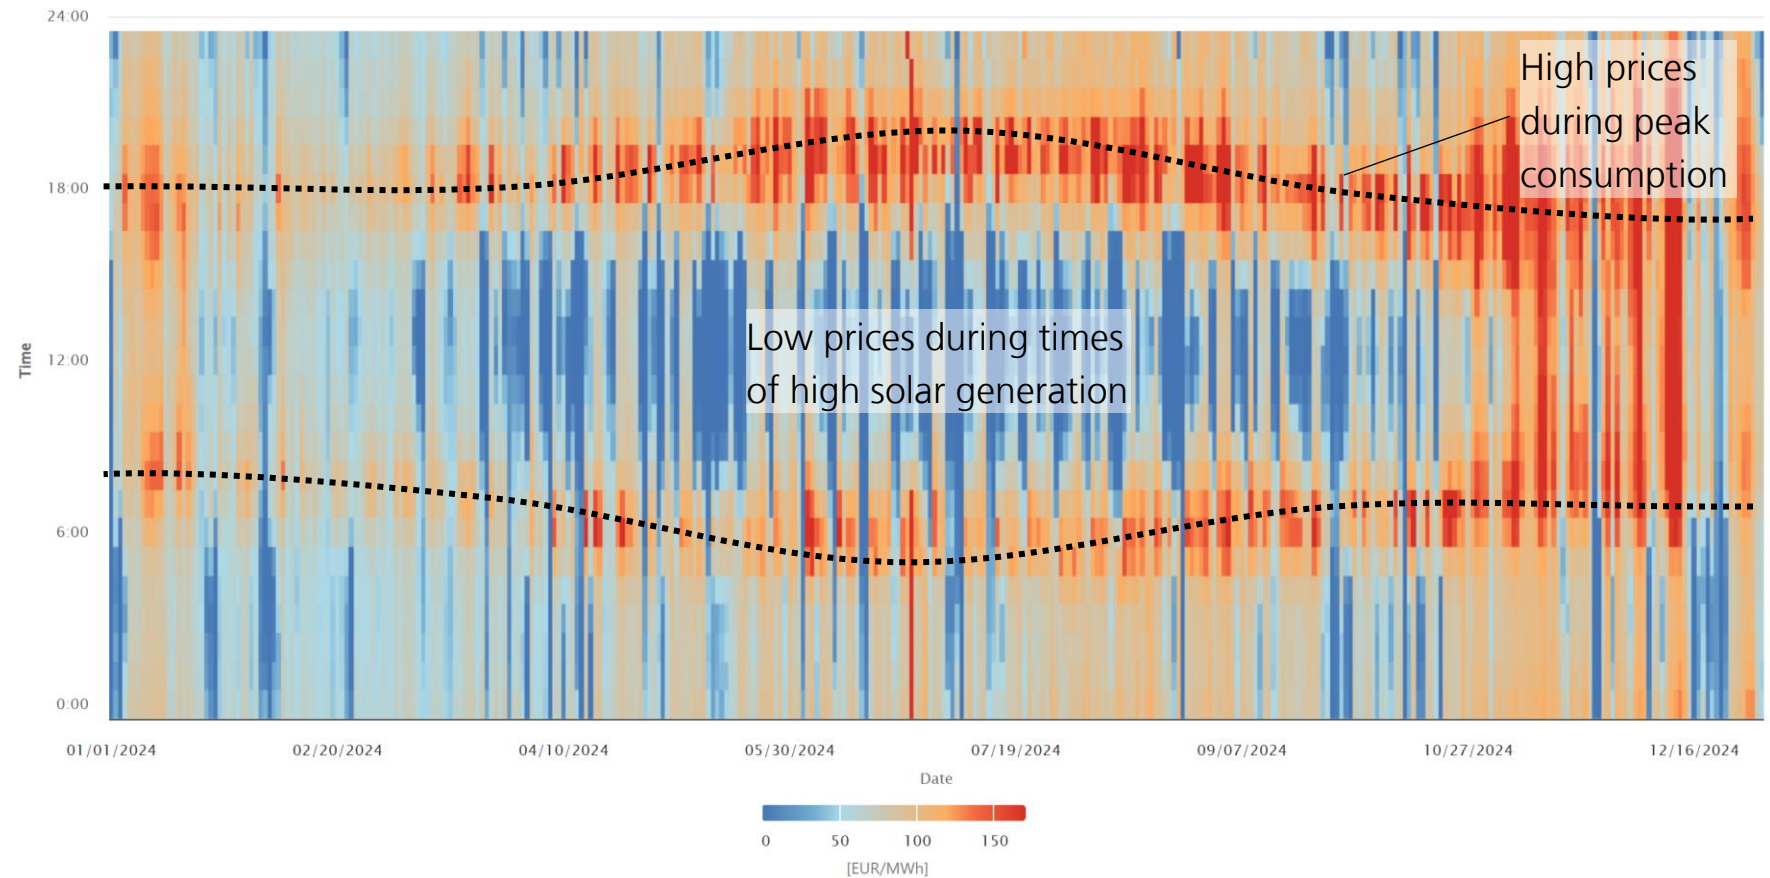 24:00
High prices
during peak
consumption
18:00
Low prices during times
of high solar generation
12:00
Time
6:00
0:00
01/01/2024 02/20/2024 04/10/2024 05/30/2024 07/19/2024 09/07/2024 10/27/2024 12/16/2024
Date
0 50 100 150
[EUR/MWh]